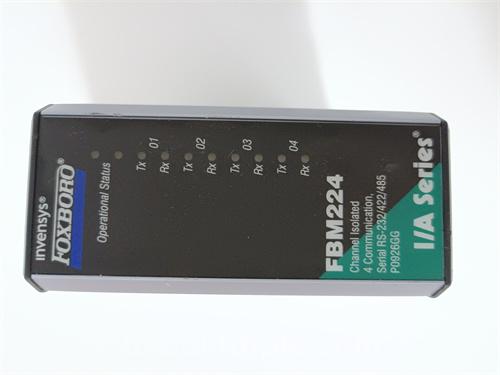 invensys®
FOXBORO®
Operational Status
Tx
01
Rx
Tx
02
Rx
Tx
03
Rx
Tx
04
Rx
FBM224
Channel Isolated
4 Communication,
Serial RS-232/422/485
P0926GG
I/A Series®